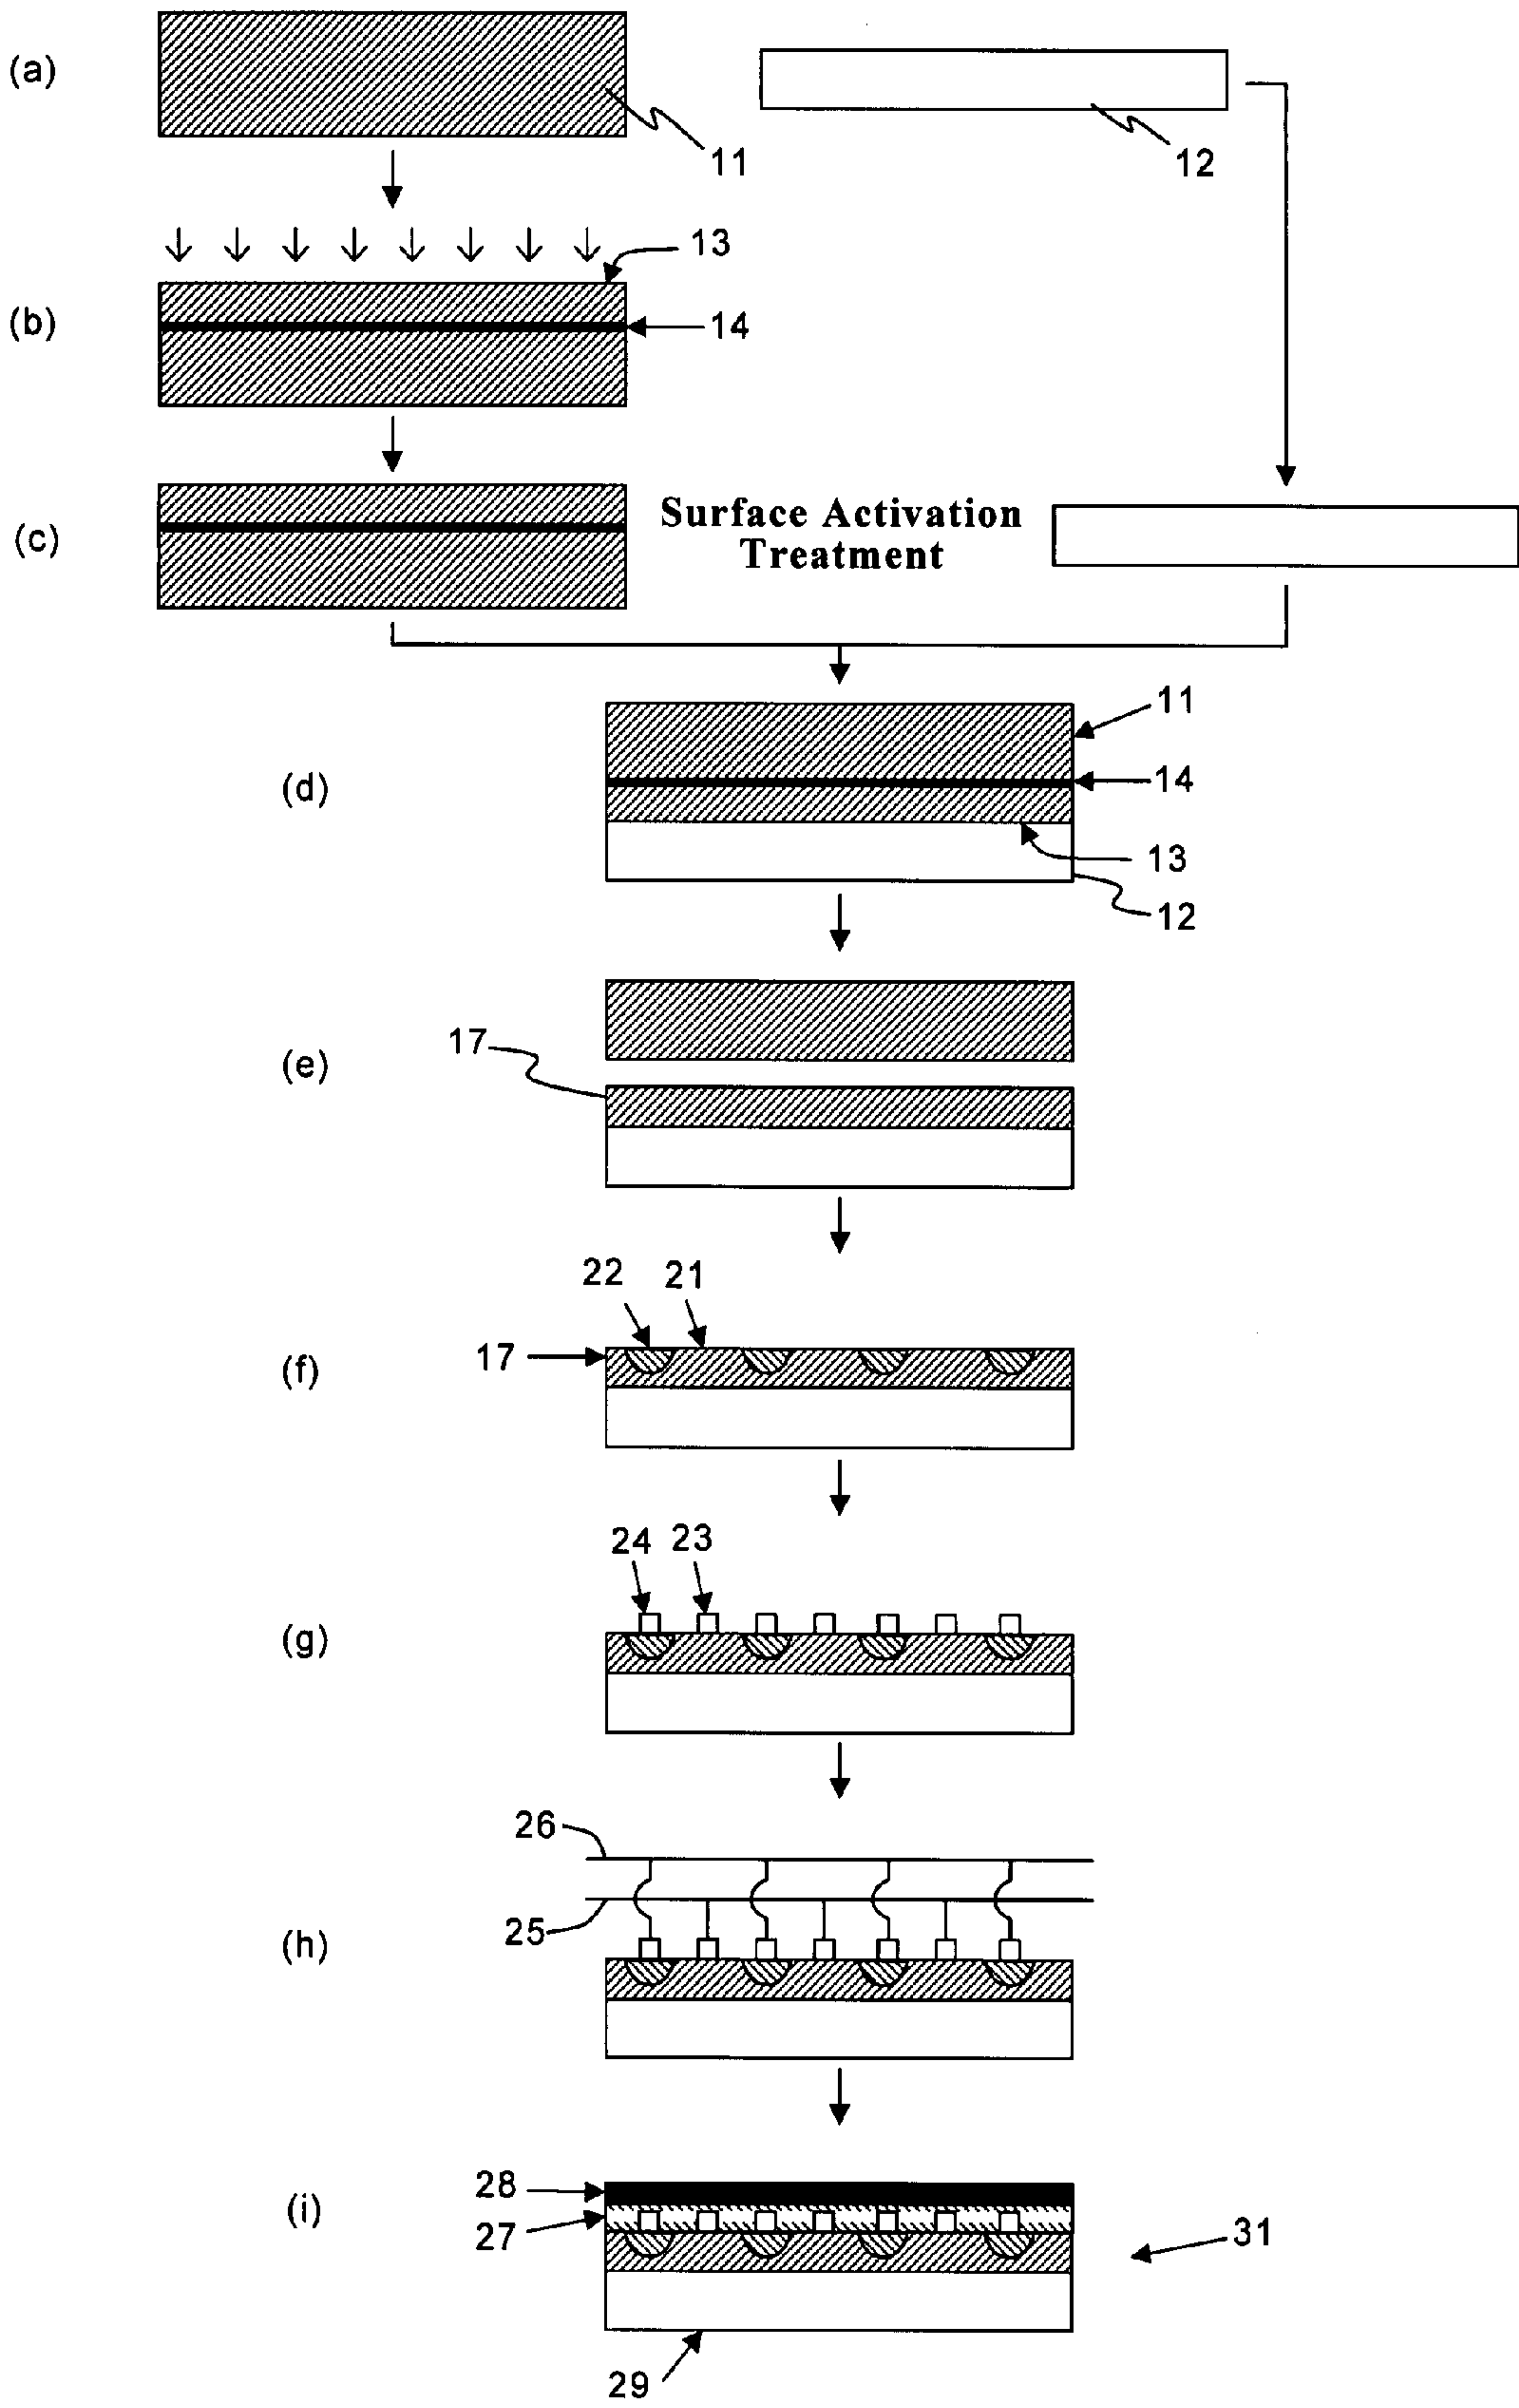 (a)
11
12
13
(b)
14
(c)
Surface Activation
Treatment
11
(d)
14
13
12
17
(e)
22 21
17
(f)
24 23
(g)
26
25
(h)
28
(i)
27
31
29